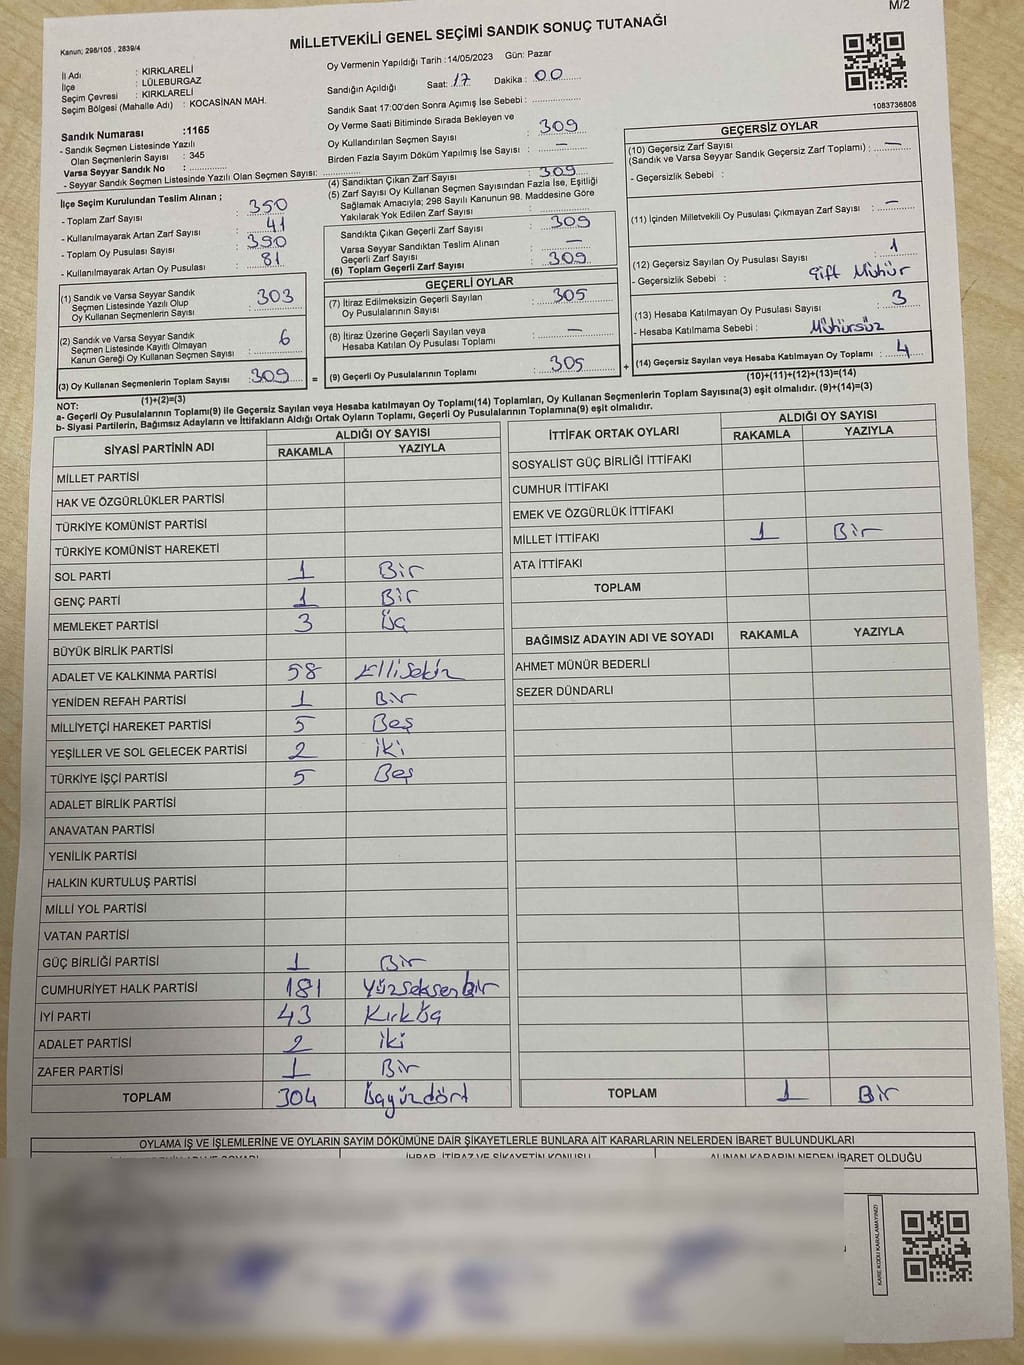 M/2
Kanun; 298/105 , 2839/4
MİLLETVEKİLİ GENEL SEÇİMİ SANDIK SONUÇ TUTANAĞI
İl Adı : KIRKLARELİ
İlçe : LÜLEBURGAZ
Seçim Çevresi : KIRKLARELİ
Seçim Bölgesi (Mahalle Adı) : KOCASİNAN MAH.
Oy Vermenin Yapıldığı Tarih :14/05/2023 Gün: Pazar
Sandığın Açıldığı Saat: 17 Dakika : 00
Sandık Saat 17:00'den Sonra Açımış İse Sebebi :
Oy Verme Saati Bitiminde Sırada Bekleyen ve
Oy Kullandırılan Seçmen Sayısı : 309
Birden Fazla Sayım Döküm Yapılmış İse Sayısı : —
1083736808
Sandık Numarası :1165
- Sandık Seçmen Listesinde Yazılı
Olan Seçmenlerin Sayısı : 345
Varsa Seyyar Sandık No :
- Seyyar Sandık Seçmen Listesinde Yazılı Olan Seçmen Sayısı:
İlçe Seçim Kurulundan Teslim Alınan ;
- Toplam Zarf Sayısı : 350
- Kullanılmayarak Artan Zarf Sayısı : 41
- Toplam Oy Pusulası Sayısı : 390
- Kullanılmayarak Artan Oy Pusulası : 81
(1) Sandık ve Varsa Seyyar Sandık
Seçmen Listesinde Yazılı Olup
Oy Kullanan Seçmenlerin Sayısı : 303
(2) Sandık ve Varsa Seyyar Sandık
Seçmen Listesinde Kayıtlı Olmayan
Kanun Gereği Oy Kullanan Seçmen Sayısı : 6
(3) Oy Kullanan Seçmenlerin Toplam Sayısı : 309
(1)+(2)=(3)
(4) Sandıktan Çıkan Zarf Sayısı : 309
(5) Zarf Sayısı Oy Kullanan Seçmen Sayısından Fazla İse, Eşitliği
Sağlamak Amacıyla; 298 Sayılı Kanunun 98. Maddesine Göre
Yakılarak Yok Edilen Zarf Sayısı :
Sandıkta Çıkan Geçerli Zarf Sayısı : 309
Varsa Seyyar Sandıktan Teslim Alınan
Geçerli Zarf Sayısı : —
(6) Toplam Geçerli Zarf Sayısı : 309
=
GEÇERLİ OYLAR
(7) İtiraz Edilmeksizin Geçerli Sayılan
Oy Pusulalarının Sayısı : 305
(8) İtiraz Üzerine Geçerli Sayılan veya
Hesaba Katılan Oy Pusulası Toplamı : —
(9) Geçerli Oy Pusulalarının Toplamı : 305
+
GEÇERSİZ OYLAR
(10) Geçersiz Zarf Sayısı
(Sandık ve Varsa Seyyar Sandık Geçersiz Zarf Toplamı) : —
- Geçersizlik Sebebi :
(11) İçinden Milletvekili Oy Pusulası Çıkmayan Zarf Sayısı : —
(12) Geçersiz Sayılan Oy Pusulası Sayısı : 1
- Geçersizlik Sebebi : Çift Mühür
(13) Hesaba Katılmayan Oy Pusulası Sayısı : 3
- Hesaba Katılmama Sebebi : Mühürsüz
(14) Geçersiz Sayılan veya Hesaba Katılmayan Oy Toplamı : 4
(10)+(11)+(12)+(13)=(14)
NOT:
a- Geçerli Oy Pusulalarının Toplamı(9) ile Geçersiz Sayılan veya Hesaba katılmayan Oy Toplamı(14) Toplamları, Oy Kullanan Seçmenlerin Toplam Sayısına(3) eşit olmalıdır. (9)+(14)=(3)
b- Siyasi Partilerin, Bağımsız Adayların ve İttifakların Aldığı Ortak Oyların Toplamı, Geçerli Oy Pusulalarının Toplamına(9) eşit olmalıdır.
SİYASİ PARTİNİN ADI ALDIĞI OY SAYISI
RAKAMLA YAZIYLA
MİLLET PARTİSİ
HAK VE ÖZGÜRLÜKLER PARTİSİ
TÜRKİYE KOMÜNİST PARTİSİ
TÜRKİYE KOMÜNİST HAREKETİ
SOL PARTİ 1 Bir
GENÇ PARTİ 1 Bir
MEMLEKET PARTİSİ 3 Üç
BÜYÜK BİRLİK PARTİSİ
ADALET VE KALKINMA PARTİSİ 58 Ellisekiz
YENİDEN REFAH PARTİSİ 1 Bir
MİLLİYETÇİ HAREKET PARTİSİ 5 Beş
YEŞİLLER VE SOL GELECEK PARTİSİ 2 iki
TÜRKİYE İŞÇİ PARTİSİ 5 Beş
ADALET BİRLİK PARTİSİ
ANAVATAN PARTİSİ
YENİLİK PARTİSİ
HALKIN KURTULUŞ PARTİSİ
MİLLİ YOL PARTİSİ
VATAN PARTİSİ
GÜÇ BİRLİĞİ PARTİSİ 1 Bir
CUMHURİYET HALK PARTİSİ 181 Yüzseksenbir
İYİ PARTİ 43 Kırküç
ADALET PARTİSİ 2 iki
ZAFER PARTİSİ 1 Bir
TOPLAM 304 Üçyüzdört
İTTİFAK ORTAK OYLARI ALDIĞI OY SAYISI
RAKAMLA YAZIYLA
SOSYALİST GÜÇ BİRLİĞİ İTTİFAKI
CUMHUR İTTİFAKI
EMEK VE ÖZGÜRLÜK İTTİFAKI
MİLLET İTTİFAKI 1 Bir
ATA İTTİFAKI
TOPLAM
BAĞIMSIZ ADAYIN ADI VE SOYADI RAKAMLA YAZIYLA
AHMET MÜNÜR BEDERLİ
SEZER DÜNDARLI
TOPLAM 1 Bir
OYLAMA İŞ VE İŞLEMLERİNE VE OYLARIN SAYIM DÖKÜMÜNE DAİR ŞİKAYETLERLE BUNLARA AİT KARARLARIN NELERDEN İBARET BULUNDUKLARI
İHBAR, İTİRAZ VE ŞİKAYETİN KONUSU
ALINAN KARARIN NEDEN İBARET OLDUĞU
KARE KODU KARALAMAYINIZ!